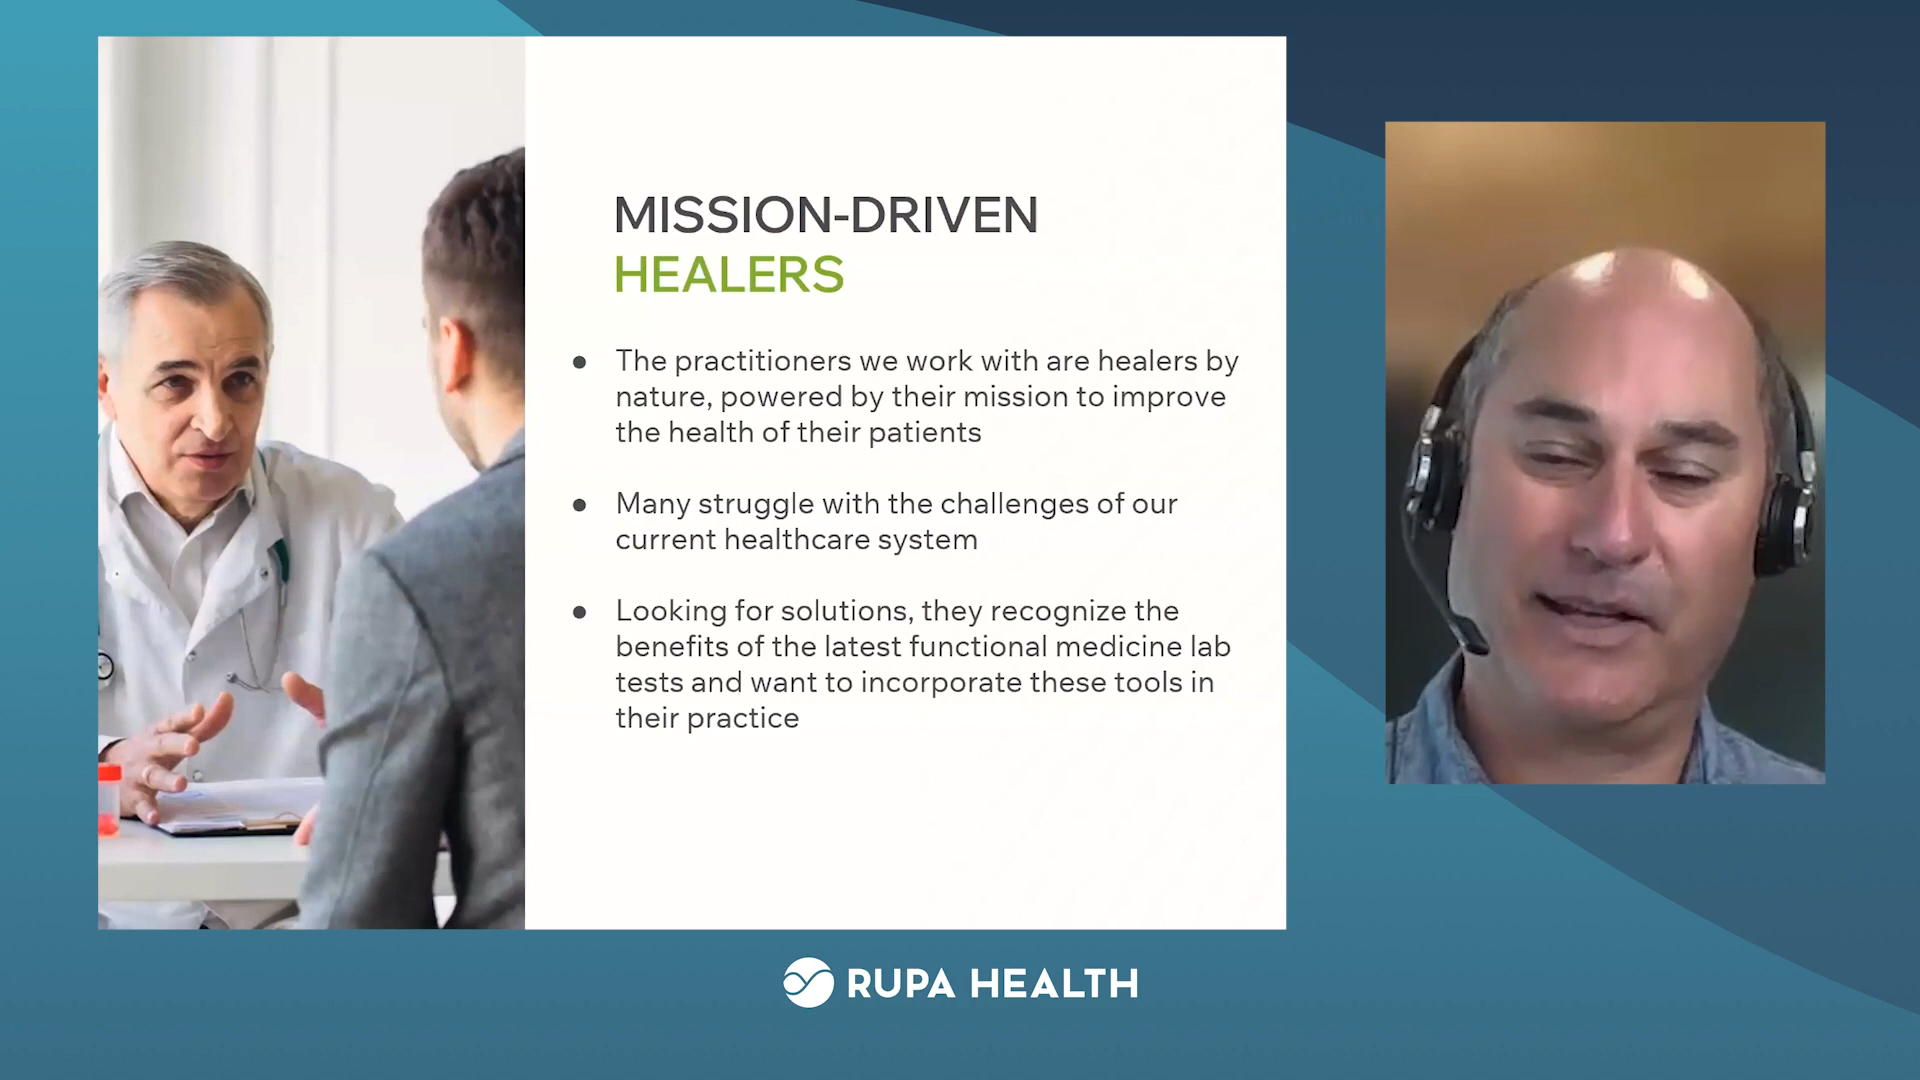 MISSION-DRIVEN
HEALERS
● The practitioners we work with are healers by
nature, powered by their mission to improve
the health of their patients
● Many struggle with the challenges of our
current healthcare system
● Looking for solutions, they recognize the
benefits of the latest functional medicine lab
tests and want to incorporate these tools in
their practice
RUPA HEALTH